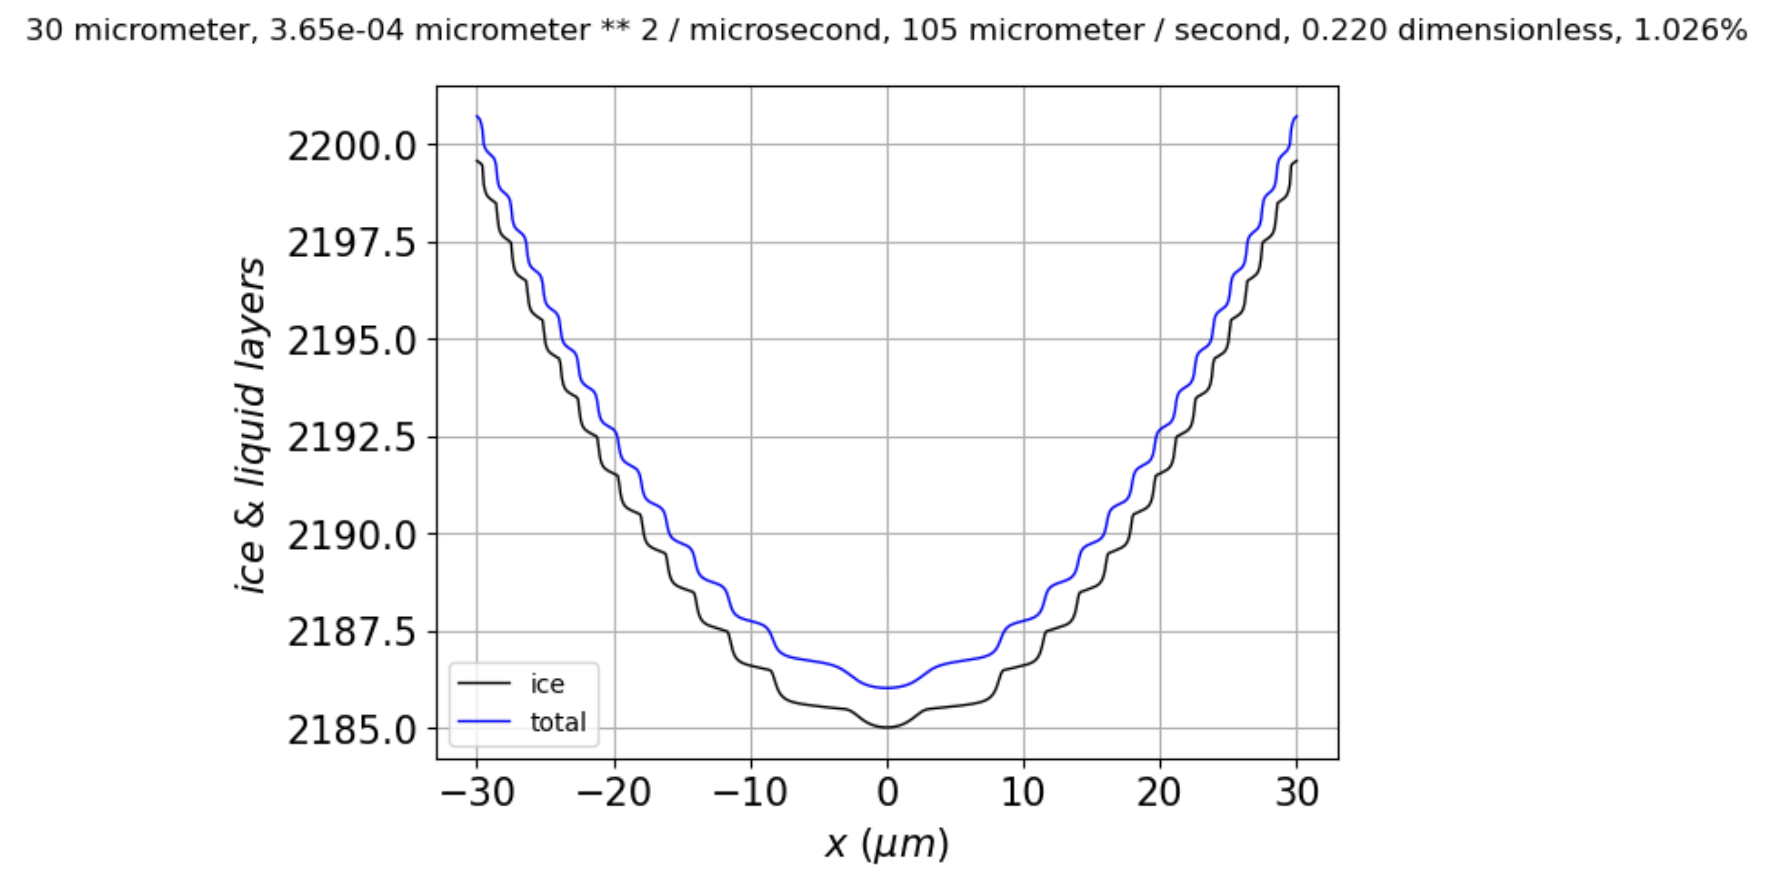 30 micrometer, 3.65e-04 micrometer ** 2 / microsecond, 105 micrometer / second, 0.220 dimensionless, 1.026%
2200.0
2197.5
2195.0
2192.5
2190.0
2187.5
2185.0
ice & liquid layers
ice
total
−30
−20
−10
0
10
20
30
x (μm)